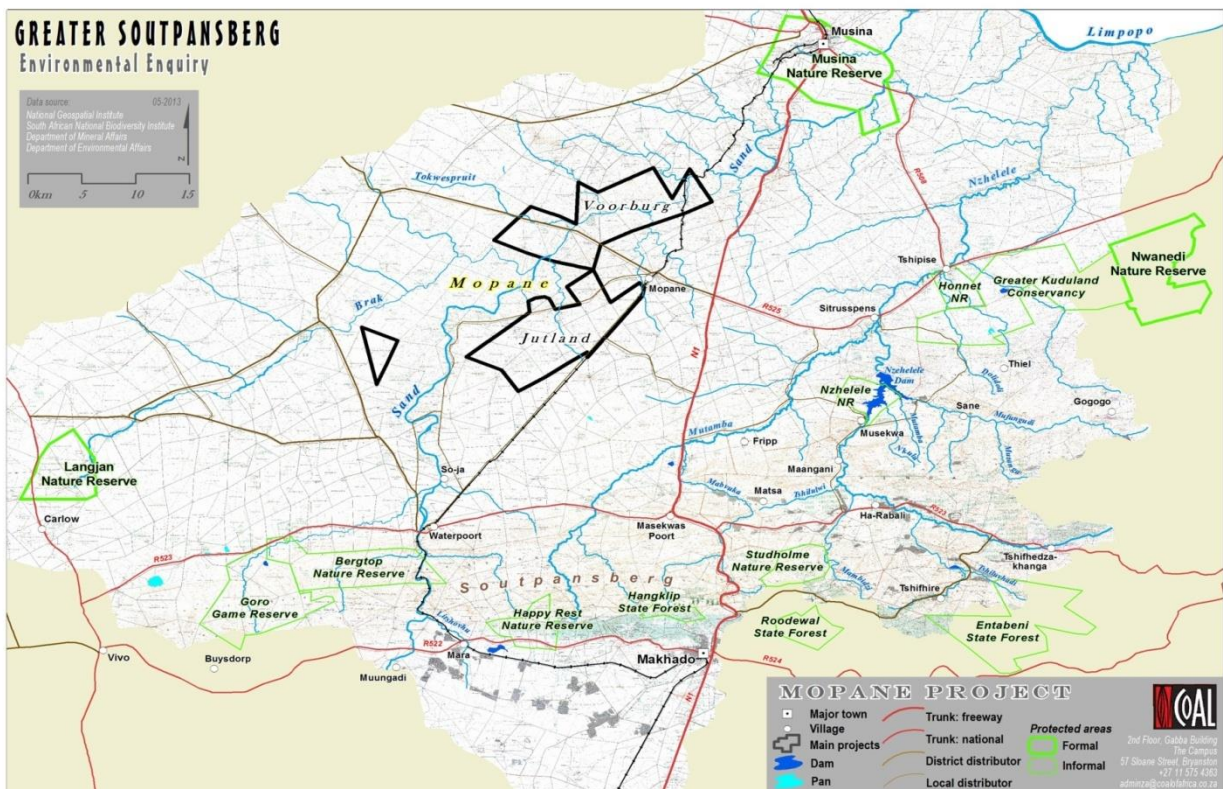 GREATER SOUTPANSBERG
Environmental Enquiry
Data source: 05-2013
National Geospatial Institute
South African National Biodiversity Institute
Department of Mineral Affairs
Department of Environmental Affairs
N
0km 5 10 15
Musina
Limpopo
Musina
Nature Reserve
Sand
R508
Nzhelele
Tokwespruit
Voorburg
Tshipise
Nwanedi
Nature Reserve
Honnet
NR
Greater Kuduland
Conservancy
Mopane
Mopane
Brak
R525
Sitrusspens
Jutland
N1
Thiel
Dolidoli
Nzhelele
Dam
Nzhelele
NR
Sand
Sane
Gogogo
Mufungudi
Mutamba
Musekwa
Mutamba
Fripp
Langjan
Nature Reserve
So-ja
Maangani
Mabvuka
Matsa
Tshilutwi
Carlow
Waterpoort
Masekwas
Poort
Ha-Rabali
R523
R523
Bergtop
Nature Reserve
Studholme
Nature Reserve
Tshifhedza-
khanga
Soutpansberg
Goro
Game Reserve
Happy Rest
Nature Reserve
Hangklip
State Forest
Tshifhire
Roodewal
State Forest
Entabeni
State Forest
Vivo
Buysdorp
R522
Mara
Muungadi
Makhado
R524
N1
MOPANE PROJECT
Major town
Village
Main projects
Dam
Pan
Trunk: freeway
Trunk: national
District distributor
Local distributor
Protected areas
Formal
Informal
COAL
2nd Floor, Gabba Building
The Campus
57 Sloane Street, Bryanston
+27 11 575 4363
adminza@coalofafrica.co.za